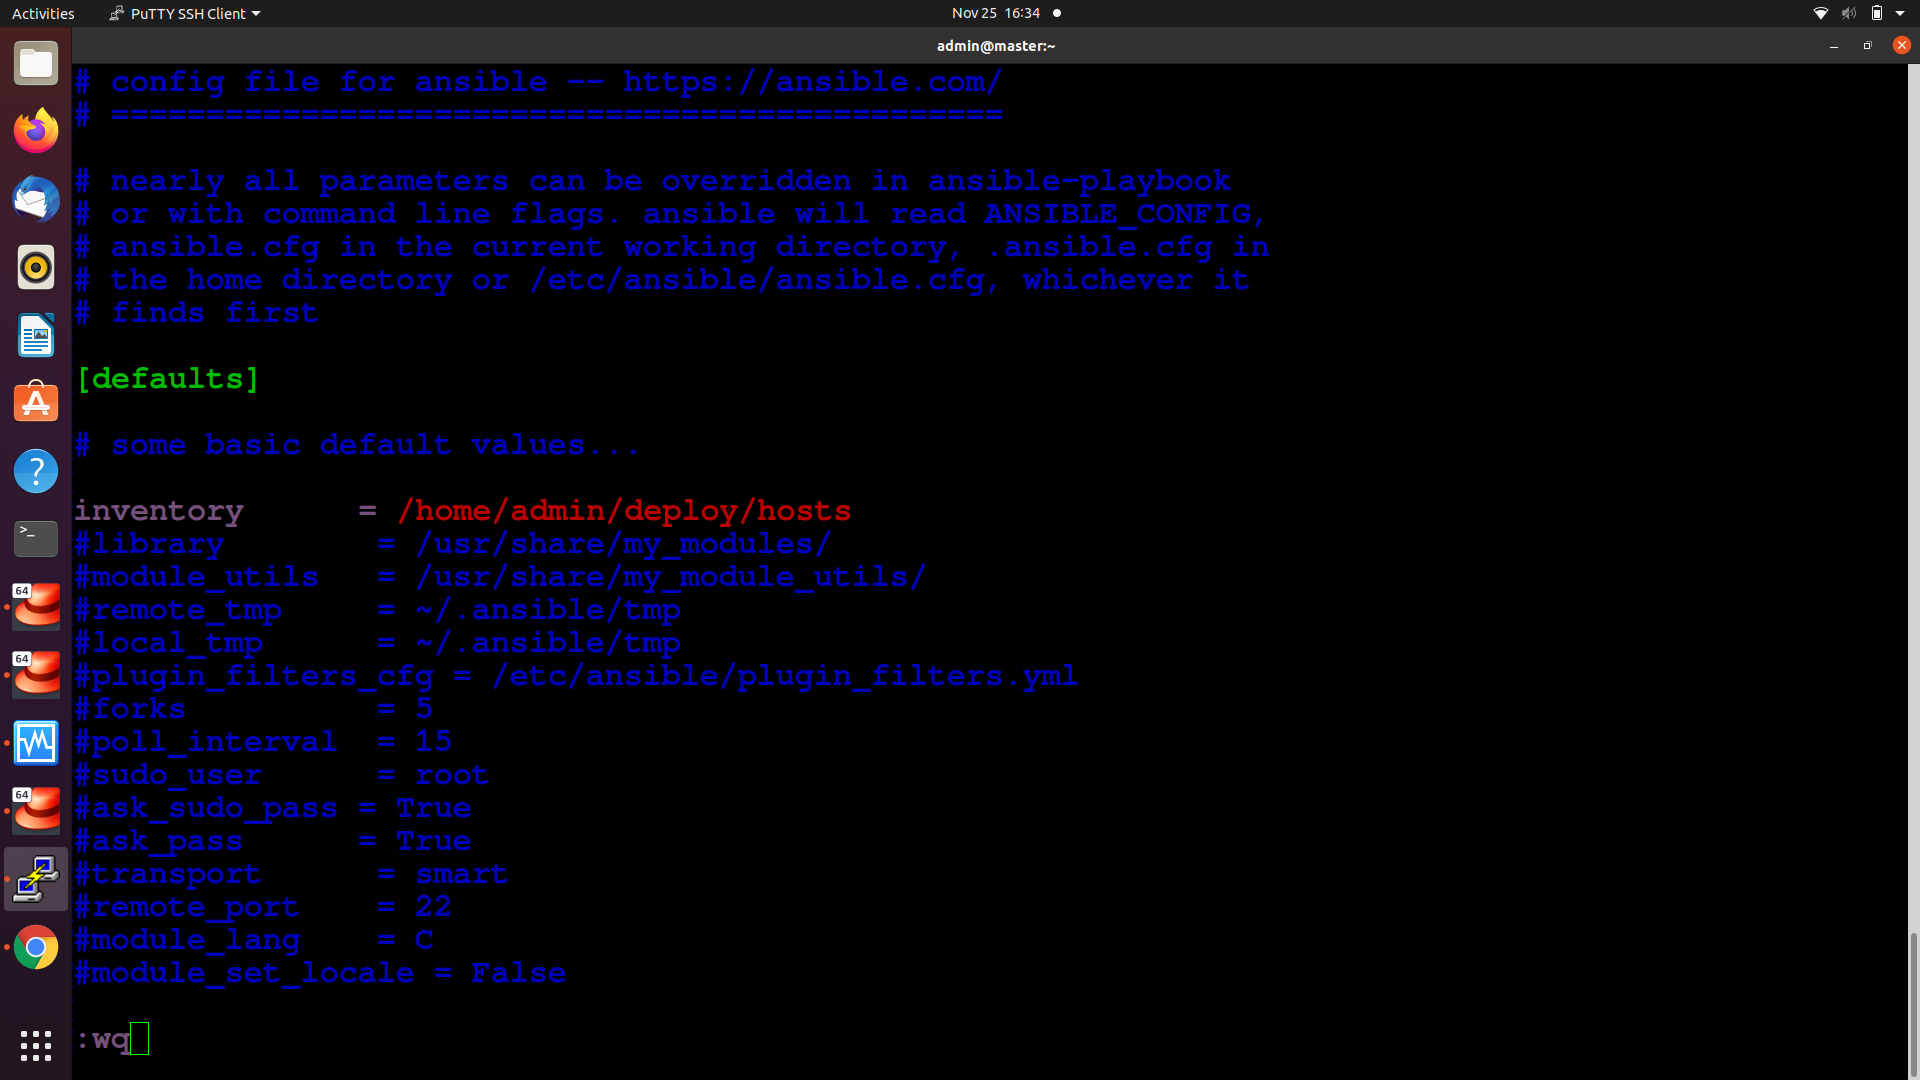 Activities PuTTY SSH Client Nov 25 16:34
admin@master:~
# config file for ansible -- https://ansible.com/
# ===============================================
# nearly all parameters can be overridden in ansible-playbook
# or with command line flags. ansible will read ANSIBLE_CONFIG,
# ansible.cfg in the current working directory, .ansible.cfg in
# the home directory or /etc/ansible/ansible.cfg, whichever it
# finds first
[defaults]
# some basic default values...
inventory      = /home/admin/deploy/hosts
#library        = /usr/share/my_modules/
#module_utils   = /usr/share/my_module_utils/
#remote_tmp     = ~/.ansible/tmp
#local_tmp      = ~/.ansible/tmp
#plugin_filters_cfg = /etc/ansible/plugin_filters.yml
#forks          = 5
#poll_interval  = 15
#sudo_user      = root
#ask_sudo_pass = True
#ask_pass      = True
#transport      = smart
#remote_port    = 22
#module_lang    = C
#module_set_locale = False
:wq
64
64
64